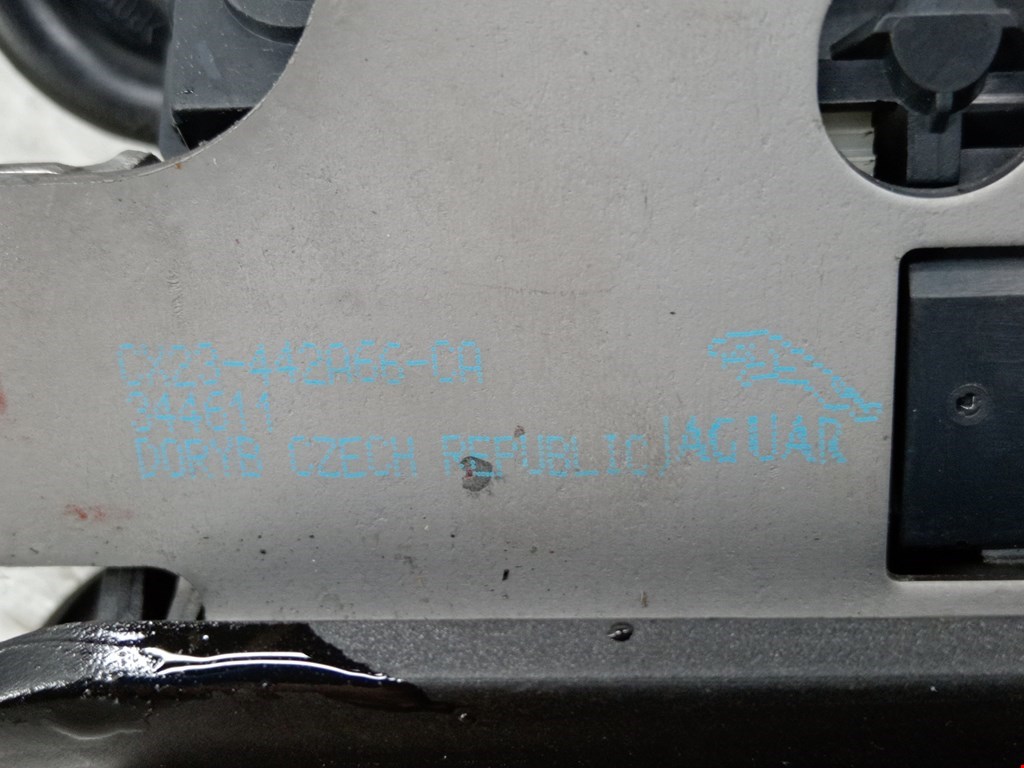 CX23-442A66-CA
344611
DORYB CZECH REPUBLIC JAGUAR